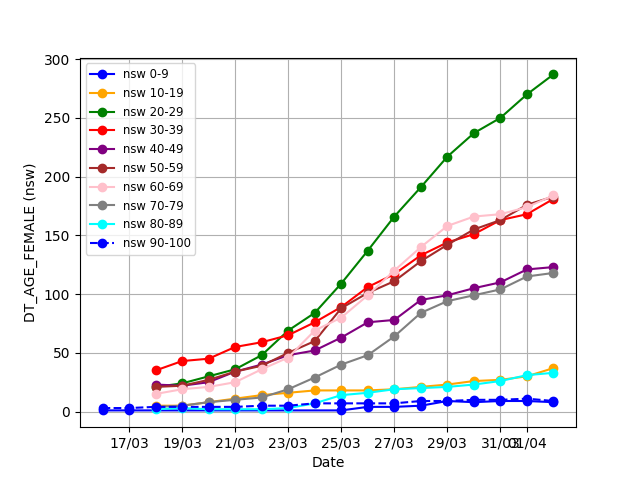 300
250
200
150
100
50
0
DT_AGE_FEMALE (nsw)
nsw 0-9
nsw 10-19
nsw 20-29
nsw 30-39
nsw 40-49
nsw 50-59
nsw 60-69
nsw 70-79
nsw 80-89
nsw 90-100
17/03 19/03 21/03 23/03 25/03 27/03 29/03 31/03 01/04
Date